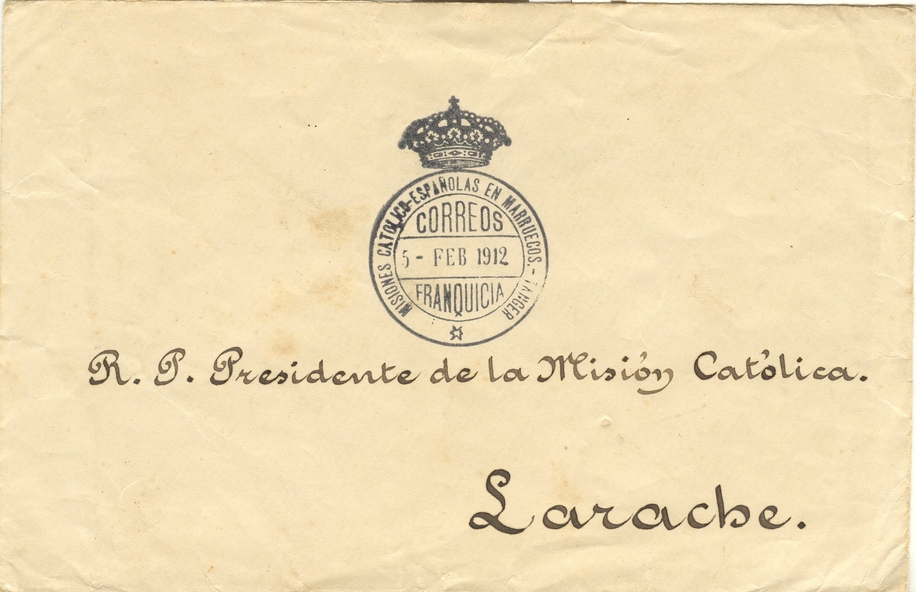 MISIONES CATÓLICO-ESPAÑOLAS EN MARRUECOS.-TANGER
CORREOS
5 - FEB 1912
FRANQUICIA
R. P. Presidente de la Misión Católica.
Larache.